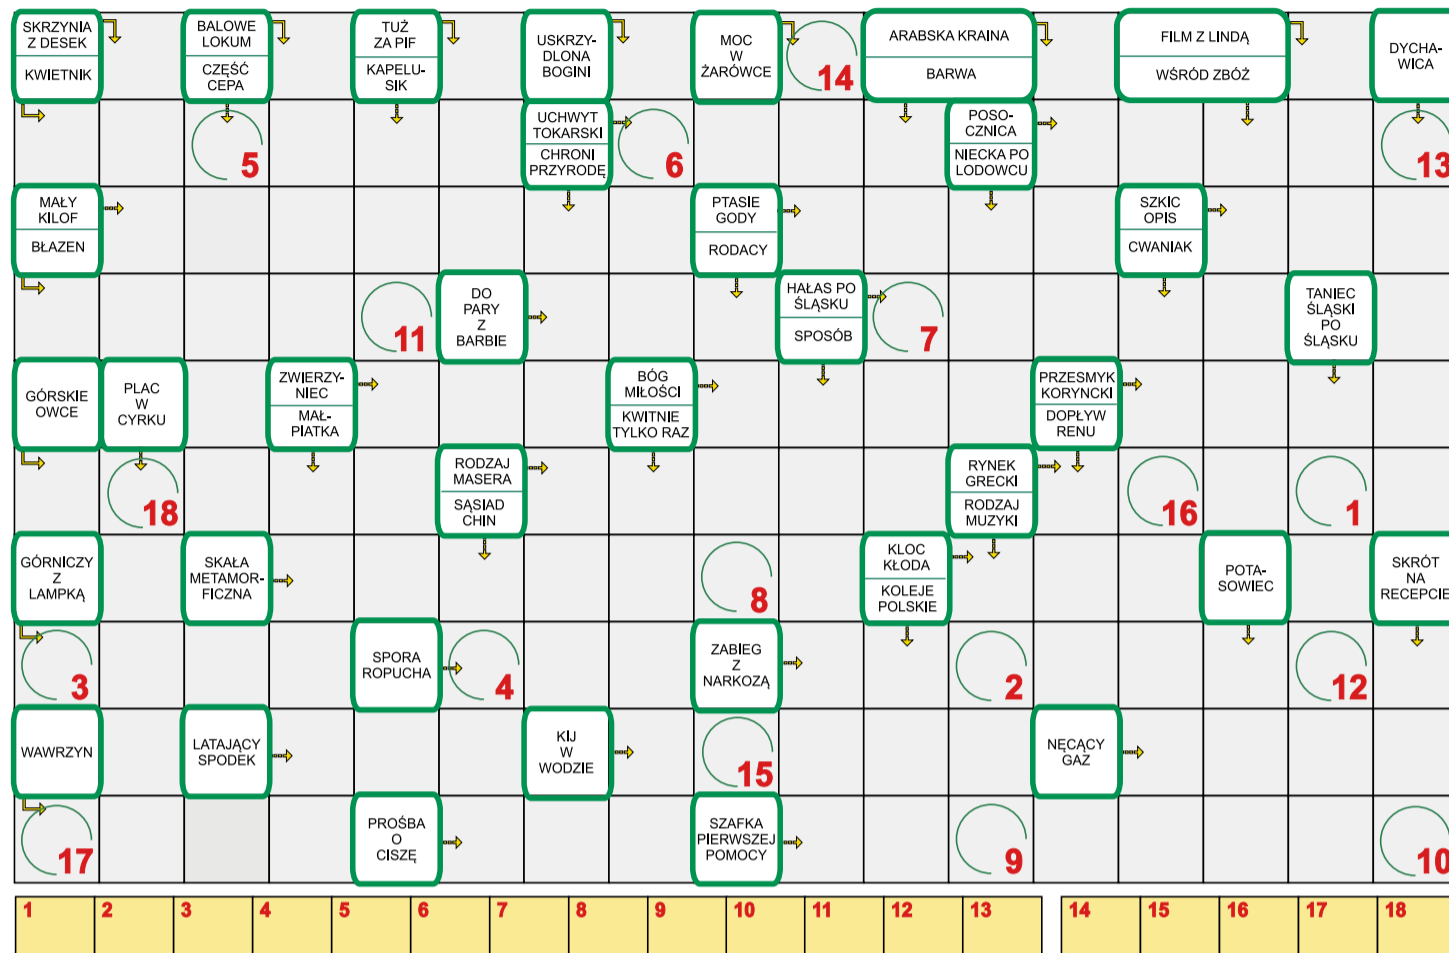 SKRZYNIA
Z DESEK
KWIETNIK
BALOWE
LOKUM
CZĘŚĆ
CEPA
TUŻ
ZA PIF
KAPELU-
SIK
USKRZY-
DLONA
BOGINI
MOC
W
ŻARÓWCE
14
ARABSKA KRAINA
BARWA
FILM Z LINDĄ
WŚRÓD ZBÓŻ
DYCHA-
WICA
5
UCHWYT
TOKARSKI
CHRONI
PRZYRODĘ
6
POSO-
CZNICA
NIECKA PO
LODOWCU
13
MAŁY
KILOF
BŁAZEN
PTASIE
GODY
RODACY
SZKIC
OPIS
CWANIAK
11
DO
PARY
Z
BARBIE
HAŁAS PO
ŚLĄSKU
SPOSÓB
7
TANIEC
ŚLĄSKI
PO
ŚLĄSKU
GÓRSKIE
OWCE
PLAC
W
CYRKU
ZWIERZY-
NIEC
MAŁ-
PIATKA
BÓG
MIŁOŚCI
KWITNIE
TYLKO RAZ
PRZESMYK
KORYNCKI
DOPŁYW
RENU
18
RODZAJ
MASERA
SĄSIAD
CHIN
RYNEK
GRECKI
RODZAJ
MUZYKI
16
1
GÓRNICZY
Z
LAMPKĄ
SKAŁA
METAMOR-
FICZNA
8
KLOC
KŁODA
KOLEJE
POLSKIE
POTA-
SOWIEC
SKRÓT
NA
RECEPCIE
3
SPORA
ROPUCHA
4
ZABIEG
Z
NARKOZĄ
2
12
WAWRZYN
LATAJĄCY
SPODEK
KIJ
W
WODZIE
15
NĘCĄCY
GAZ
17
PROŚBA
O
CISZĘ
SZAFKA
PIERWSZEJ
POMOCY
9
10
1 2 3 4 5 6 7 8 9 10 11 12 13 14 15 16 17 18